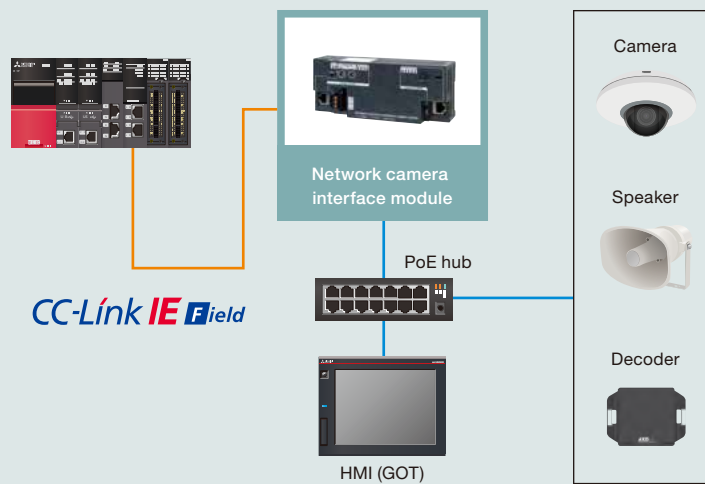 Camera
Network camera
interface module
Speaker
PoE hub
CC-Link IE Field
Decoder
HMI (GOT)